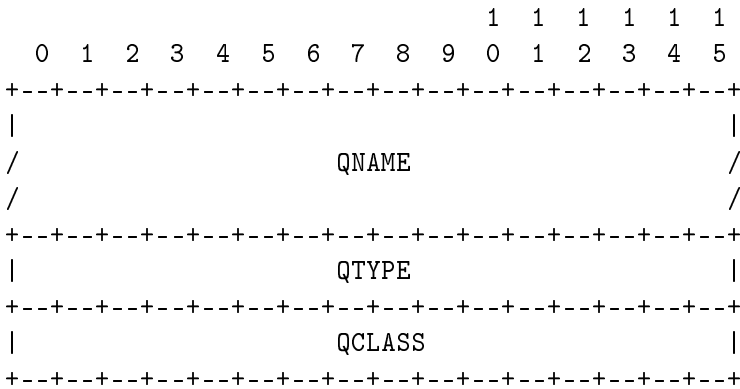 1  1  1  1  1  1
  0  1  2  3  4  5  6  7  8  9  0  1  2  3  4  5
+--+--+--+--+--+--+--+--+--+--+--+--+--+--+--+--+
|                                               |
/                     QNAME                     /
/                                               /
+--+--+--+--+--+--+--+--+--+--+--+--+--+--+--+--+
|                     QTYPE                     |
+--+--+--+--+--+--+--+--+--+--+--+--+--+--+--+--+
|                     QCLASS                    |
+--+--+--+--+--+--+--+--+--+--+--+--+--+--+--+--+